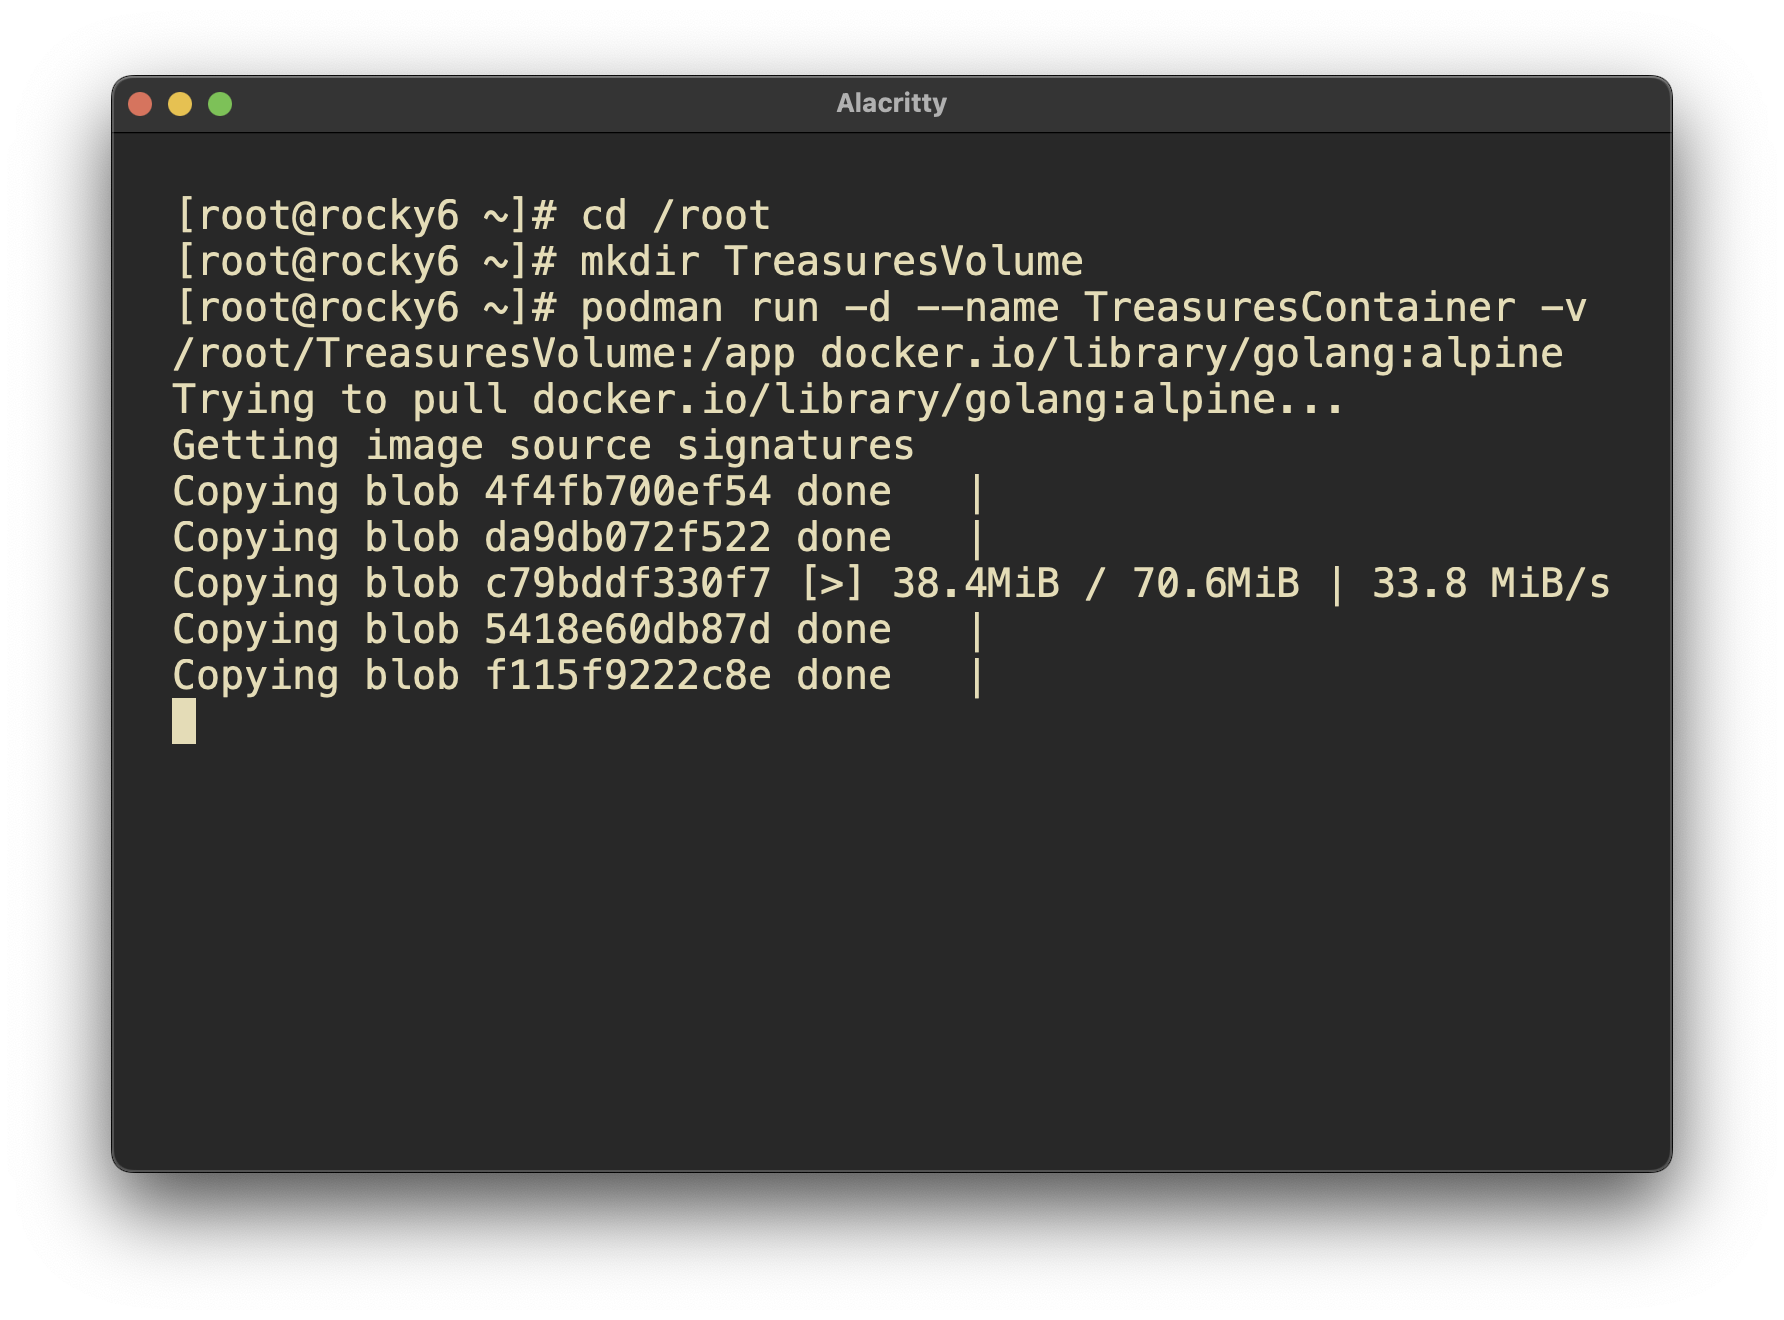 Alacritty
[root@rocky6 ~]# cd /root
[root@rocky6 ~]# mkdir TreasuresVolume
[root@rocky6 ~]# podman run -d --name TreasuresContainer -v
/root/TreasuresVolume:/app docker.io/library/golang:alpine
Trying to pull docker.io/library/golang:alpine...
Getting image source signatures
Copying blob 4f4fb700ef54 done   |
Copying blob da9db072f522 done   |
Copying blob c79bddf330f7 [>] 38.4MiB / 70.6MiB | 33.8 MiB/s
Copying blob 5418e60db87d done   |
Copying blob f115f9222c8e done   |